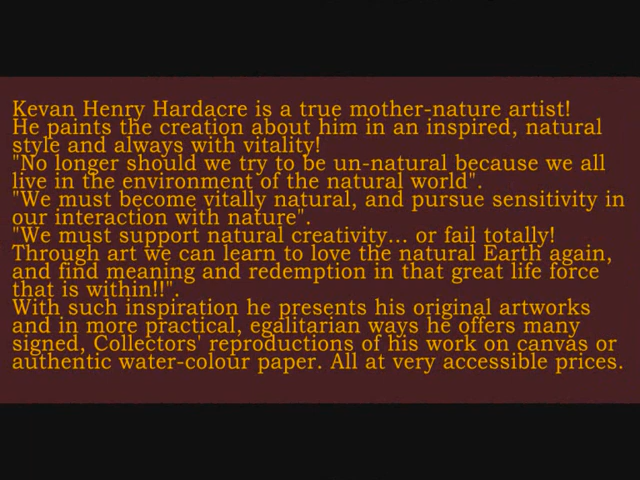 Kevan Henry Hardacre is a true mother-nature artist!
He paints the creation about him in an inspired, natural
style and always with vitality!
"No longer should we try to be un-natural because we all
live in the environment of the natural world".
"We must become vitally natural, and pursue sensitivity in
our interaction with nature".
"We must support natural creativity... or fail totally!
Through art we can learn to love the natural Earth again,
and find meaning and redemption in that great life force
that is within!!".
With such inspiration he presents his original artworks
and in more practical, egalitarian ways he offers many
signed, Collectors' reproductions of his work on canvas or
authentic water-colour paper. All at very accessible prices.